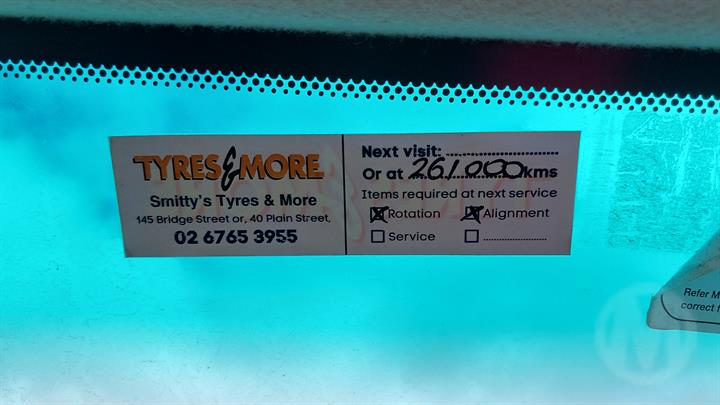 TYRES & MORE
Smitty's Tyres & More
145 Bridge Street or, 40 Plain Street,
02 6765 3955
Next visit: ..............................
Or at 261,000 kms
Items required at next service
☒ Rotation ☒ Alignment
☐ Service ☐ ....................
Refer M
correct f